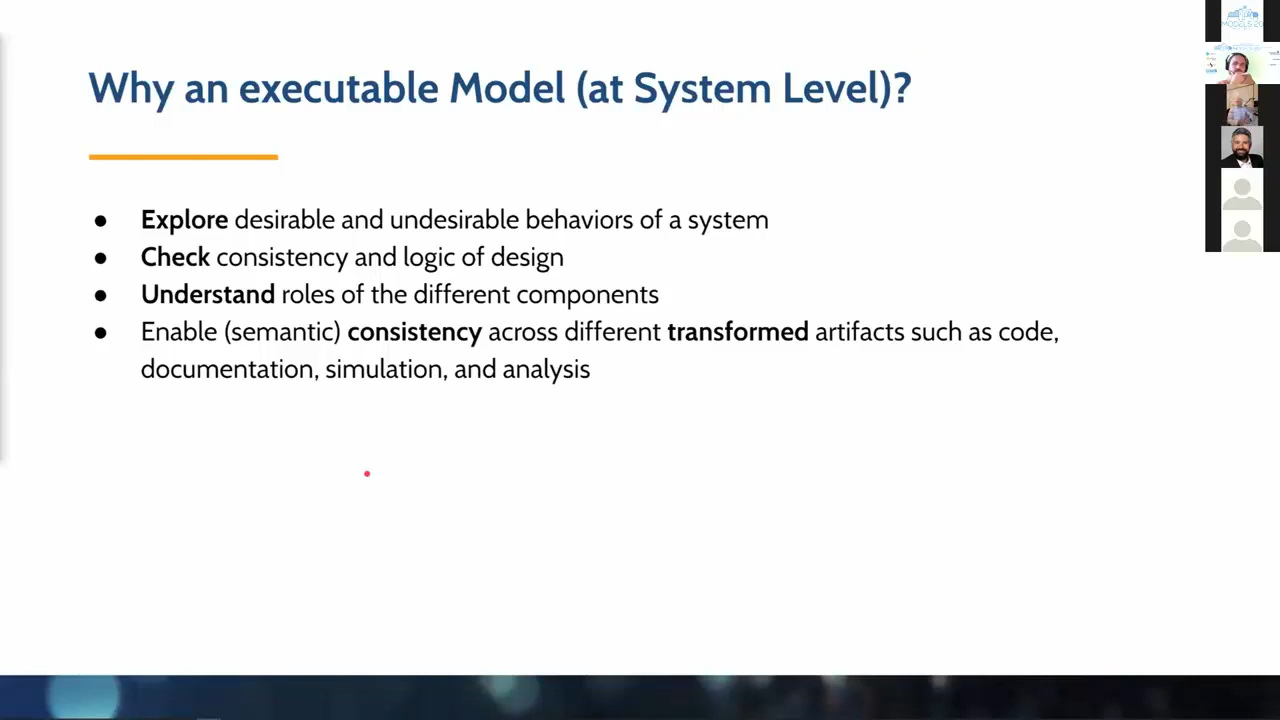 Why an executable Model (at System Level)?
● Explore desirable and undesirable behaviors of a system
● Check consistency and logic of design
● Understand roles of the different components
● Enable (semantic) consistency across different transformed artifacts such as code,
documentation, simulation, and analysis
MODELS 20